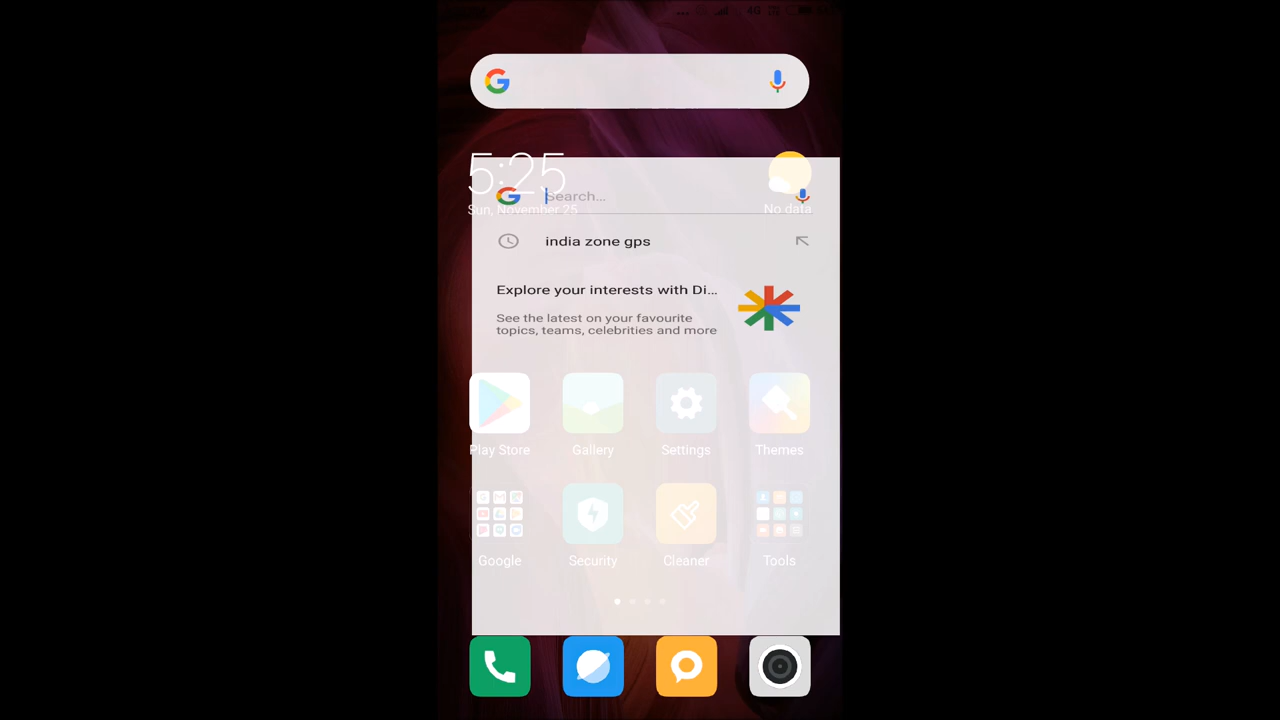 4G
5:25
Search...
Sun, November 25
No data
india zone gps
Explore your interests with Di...
See the latest on your favourite
topics, teams, celebrities and more
Play Store
Gallery
Settings
Themes
Google
Security
Cleaner
Tools